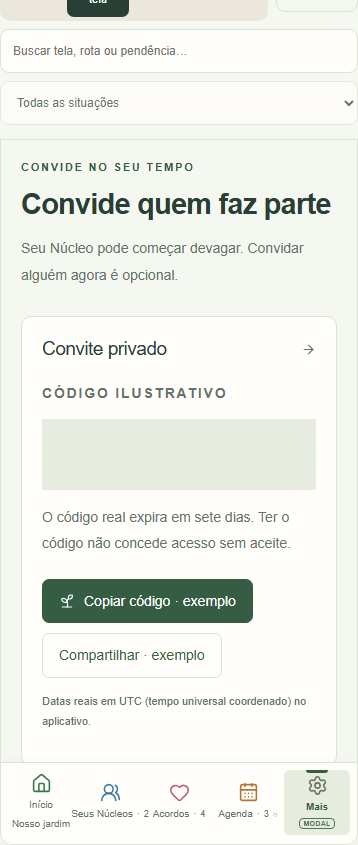 tela
Buscar tela, rota ou pendência...
Todas as situações
CONVIDE NO SEU TEMPO
Convide quem faz parte
Seu Núcleo pode começar devagar. Convidar
alguém agora é opcional.
Convite privado →
CÓDIGO ILUSTRATIVO
O código real expira em sete dias. Ter o
código não concede acesso sem aceite.
Copiar código · exemplo
Compartilhar · exemplo
Datas reais em UTC (tempo universal coordenado) no
aplicativo.
Início
Nosso jardim
Seus Núcleos · 2
Acordos · 4
Agenda · 3
Mais
MODAL